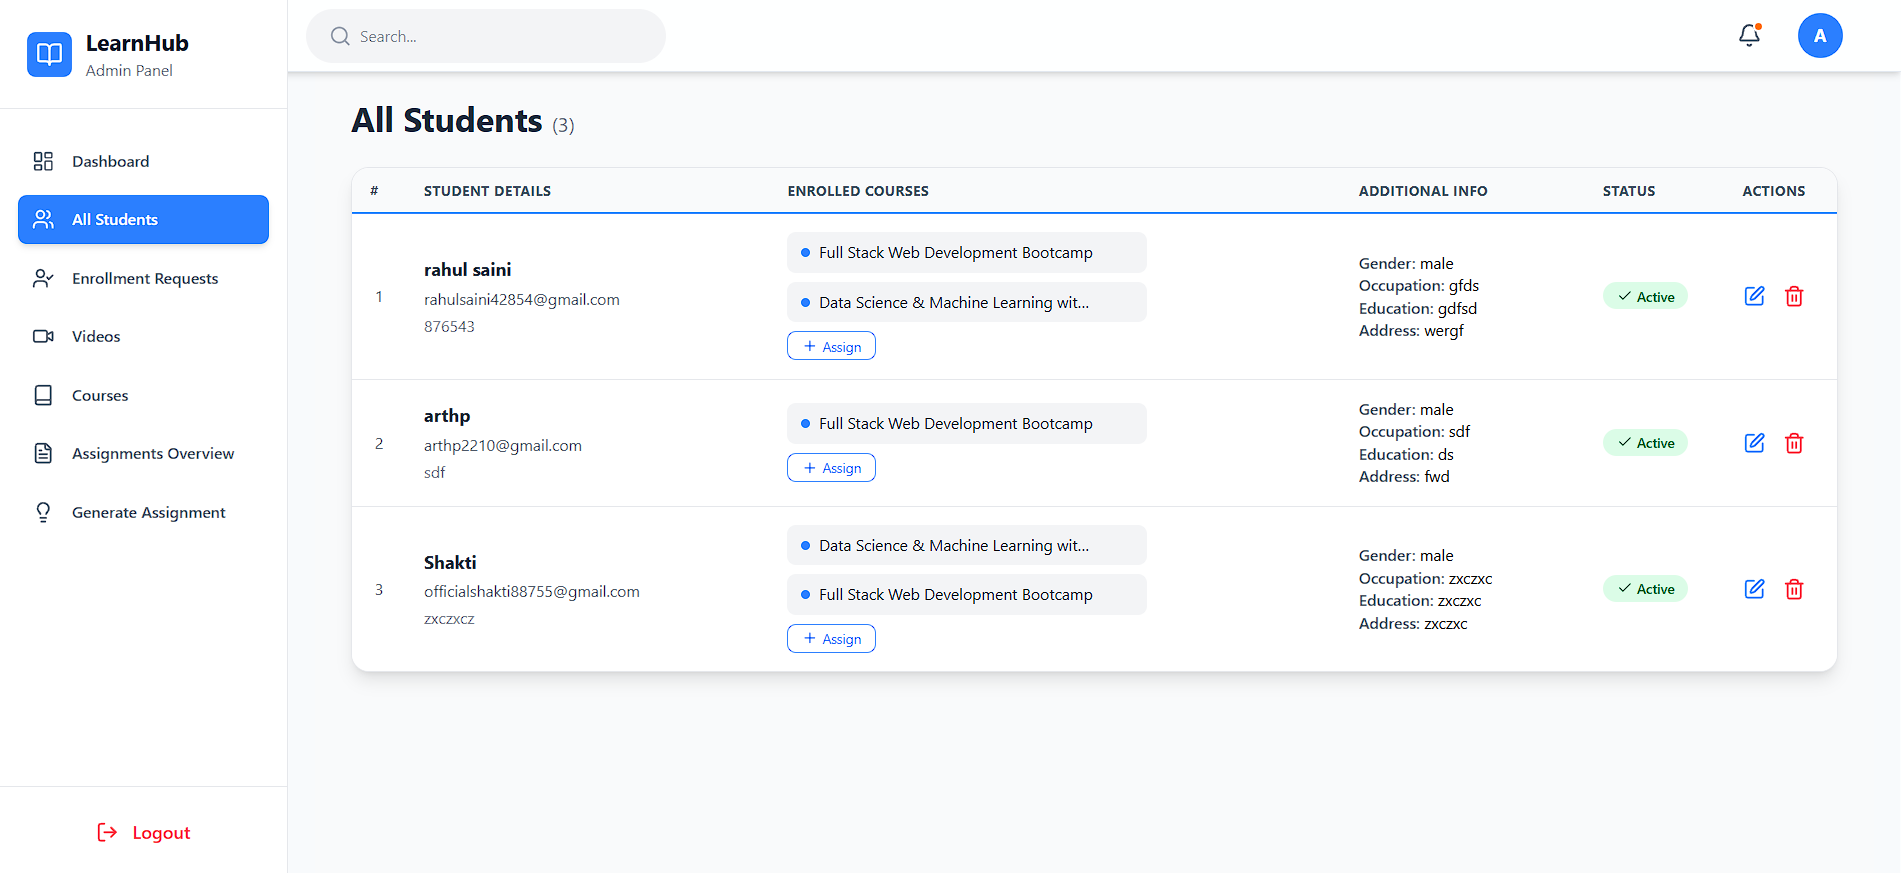 LearnHub
Admin Panel
Search...
A
Dashboard
All Students
Enrollment Requests
Videos
Courses
Assignments Overview
Generate Assignment
Logout
All Students (3)
# STUDENT DETAILS ENROLLED COURSES ADDITIONAL INFO STATUS ACTIONS
1
rahul saini
rahulsaini42854@gmail.com
876543
Full Stack Web Development Bootcamp
Data Science & Machine Learning wit...
+ Assign
Gender: male
Occupation: gfds
Education: gdfsd
Address: wergf
Active
2
arthp
arthp2210@gmail.com
sdf
Full Stack Web Development Bootcamp
+ Assign
Gender: male
Occupation: sdf
Education: ds
Address: fwd
Active
3
Shakti
officialshakti88755@gmail.com
zxczxcz
Data Science & Machine Learning wit...
Full Stack Web Development Bootcamp
+ Assign
Gender: male
Occupation: zxczxc
Education: zxczxc
Address: zxczxc
Active